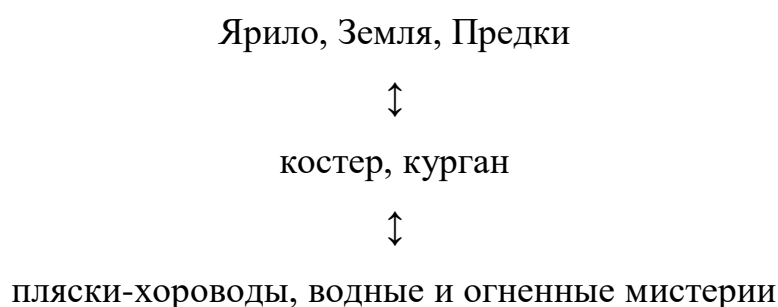 Ярило, Земля, Предки
↕
костер, курган
↕
пляски-хороводы, водные и огненные мистерии